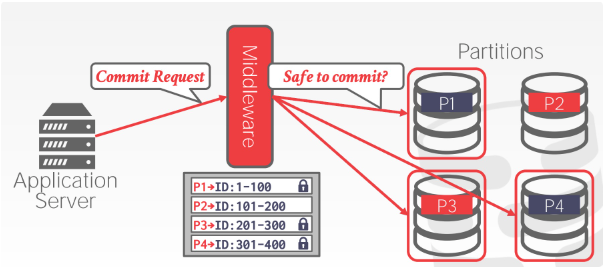 Partitions
Commit Request
Middleware
Safe to commit?
P1
P2
Application
Server
P1→ID:1-100
P2→ID:101-200
P3→ID:201-300
P4→ID:301-400
P3
P4